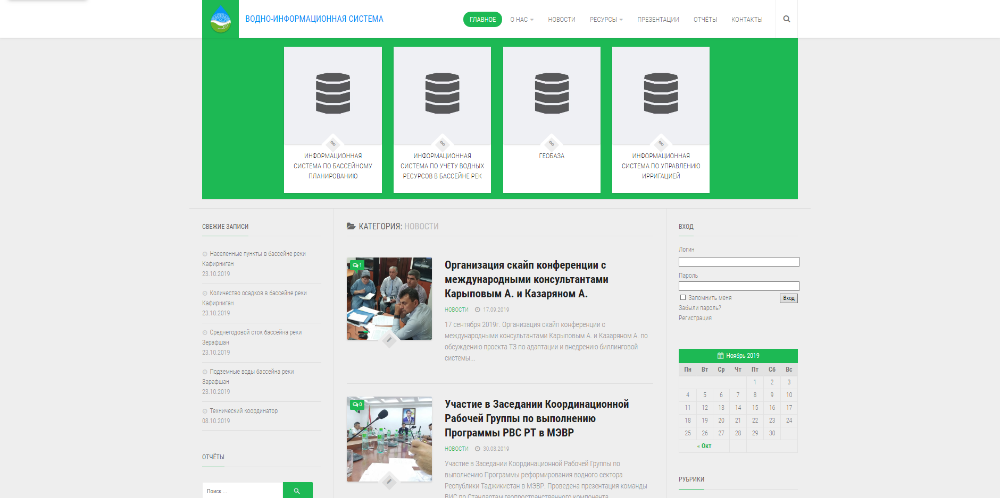 ВОДНО-ИНФОРМАЦИОННАЯ СИСТЕМА
ГЛАВНОЕ О НАС НОВОСТИ РЕСУРСЫ ПРЕЗЕНТАЦИИ ОТЧЁТЫ КОНТАКТЫ
ИНФОРМАЦИОННАЯ
СИСТЕМА ПО БАССЕЙНОМУ
ПЛАНИРОВАНИЮ
ИНФОРМАЦИОННАЯ
СИСТЕМА ПО УЧЕТУ ВОДНЫХ
РЕСУРСОВ В БАССЕЙНЕ РЕК
ГЕОБАЗА
ИНФОРМАЦИОННАЯ
СИСТЕМА ПО УПРАВЛЕНИЮ
ИРРИГАЦИЕЙ
СВЕЖИЕ ЗАПИСИ
Населенные пункты в бассейне реки
Кафирниган
23.10.2019
Количество осадков в бассейне реки
Кафирниган
23.10.2019
Среднегодовой сток бассейна реки
Зерафшан
23.10.2019
Подземные воды бассейна реки
Зарафшан
23.10.2019
Технический координатор
08.10.2019
ОТЧЁТЫ
Поиск ...
КАТЕГОРИЯ: НОВОСТИ
1
Организация скайп конференции с
международными консультантами
Карыповым А. и Казаряном А.
НОВОСТИ 17.09.2019
17 сентября 2019г. Организация скайп конференции с
международными консультантами Карыповым А. и Казаряном А. по
обсуждению проекта ТЗ по адаптации и внедрению биллинговой
системы...
0
Участие в Заседании Координационной
Рабочей Группы по выполнению
Программы РВС РТ в МЭВР
НОВОСТИ 30.08.2019
Участие в Заседании Координационной Рабочей Группы по
выполнению Программы реформирования водного сектора
Республики Таджикистан в МЭВР. Проведена презентация команды
ВИС по Стандартам геопространственного компонента
ВХОД
Логин
Пароль
Запомнить меня Вход
Забыли пароль?
Регистрация
Ноябрь 2019
Пн Вт Ср Чт Пт Сб Вс
1 2 3
4 5 6 7 8 9 10
11 12 13 14 15 16 17
18 19 20 21 22 23 24
25 26 27 28 29 30
« Окт
РУБРИКИ